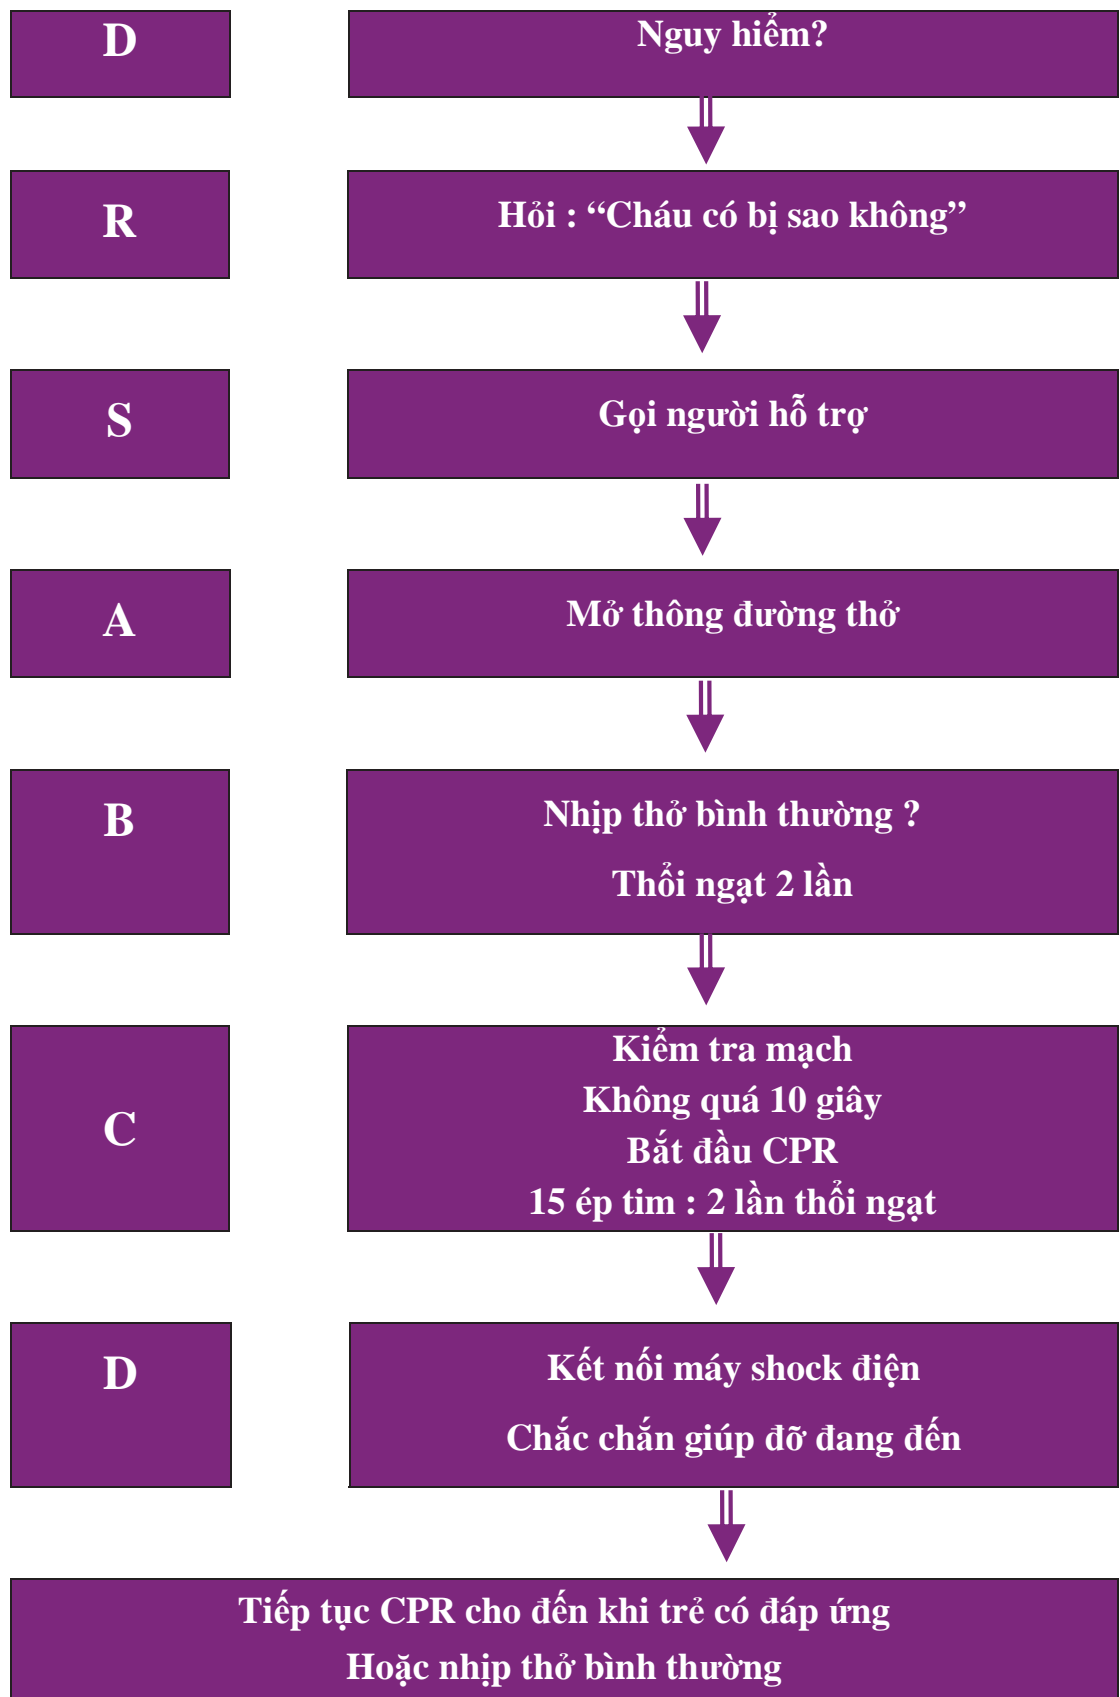 D
Nguy hiểm?
R
Hỏi : “Cháu có bị sao không”
S
Gọi người hỗ trợ
A
Mở thông đường thở
B
Nhịp thở bình thường ?
Thổi ngạt 2 lần
C
Kiểm tra mạch
Không quá 10 giây
Bắt đầu CPR
15 ép tim : 2 lần thổi ngạt
D
Kết nối máy shock điện
Chắc chắn giúp đỡ đang đến
Tiếp tục CPR cho đến khi trẻ có đáp ứng
Hoặc nhịp thở bình thường